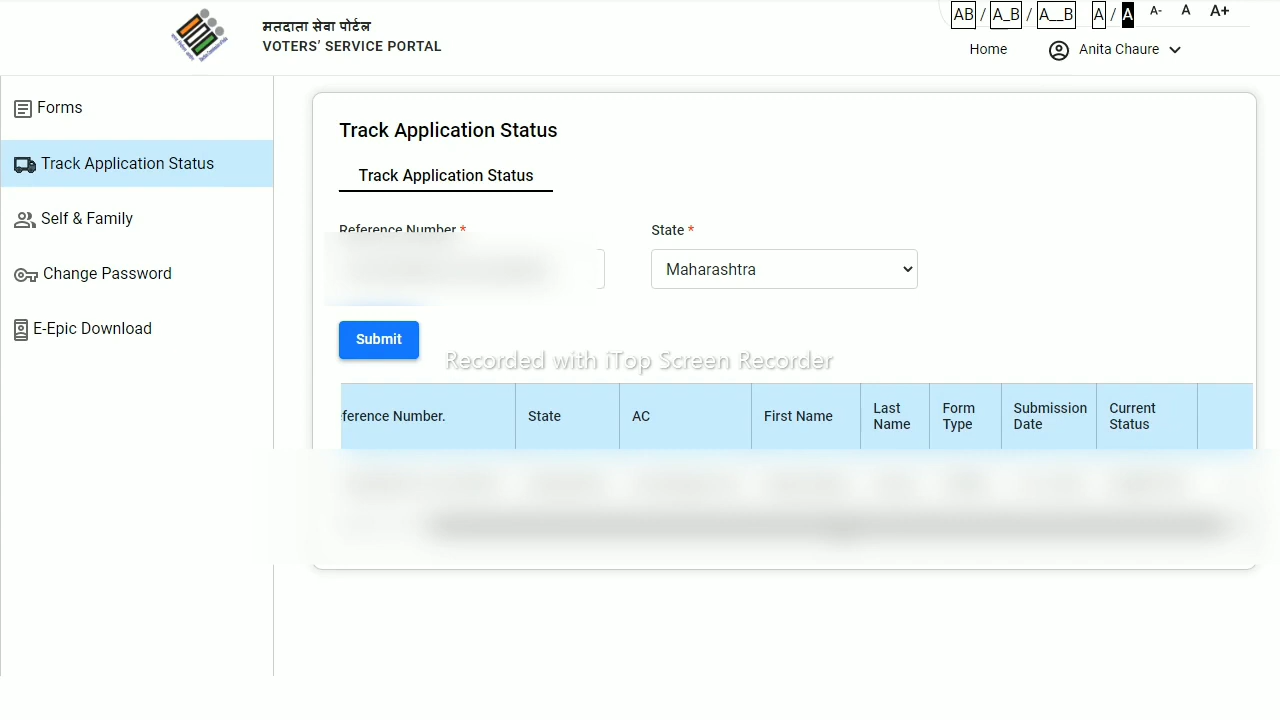 AB / A_B / A__B A / A A- A A+
मतदाता सेवा पोर्टल
VOTERS' SERVICE PORTAL
Home
Anita Chaure
Forms
Track Application Status
Self & Family
Change Password
E-Epic Download
Track Application Status
Track Application Status
Reference Number *
State *
Maharashtra
Submit
Recorded with iTop Screen Recorder
ference Number. State AC First Name Last Name Form Type Submission Date Current Status